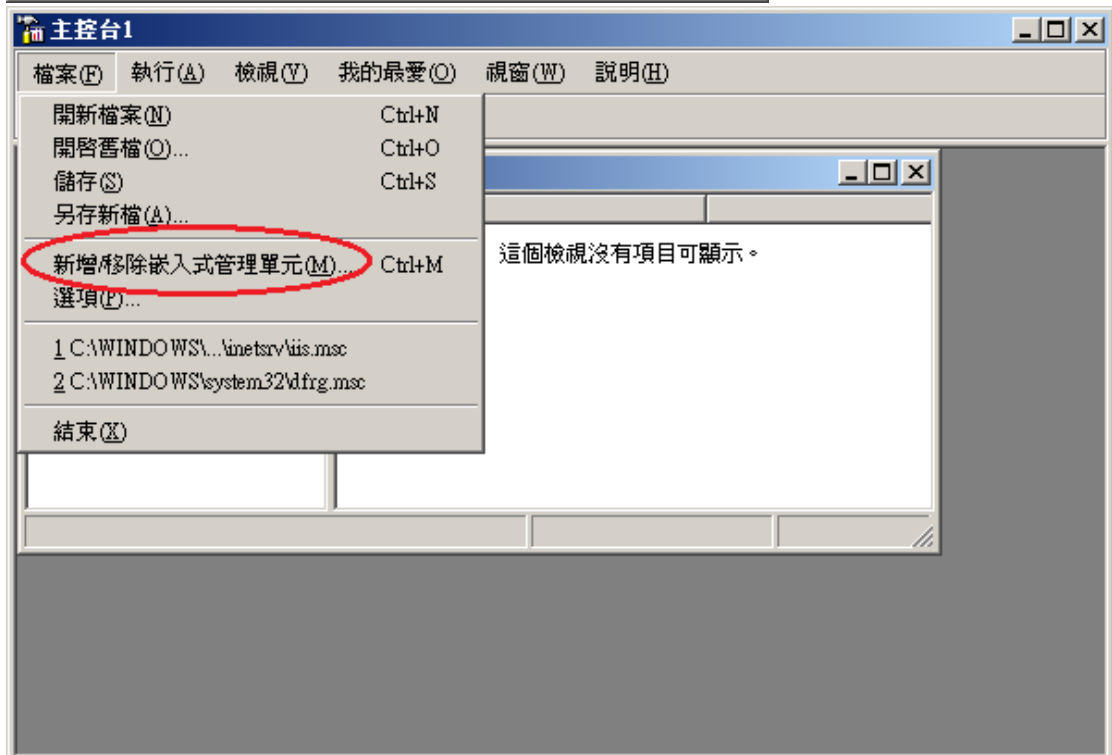 主控台1
檔案(F) 執行(A) 檢視(V) 我的最愛(O) 視窗(W) 說明(H)
開新檔案(N) Ctrl+N
開啓舊檔(O)... Ctrl+O
儲存(S) Ctrl+S
另存新檔(A)...
新增/移除嵌入式管理單元(M)... Ctrl+M
選項(P)...
1 C:\WINDOWS\...\inetsrv\iis.msc
2 C:\WINDOWS\system32\dfrg.msc
結束(X)
這個檢視沒有項目可顯示。